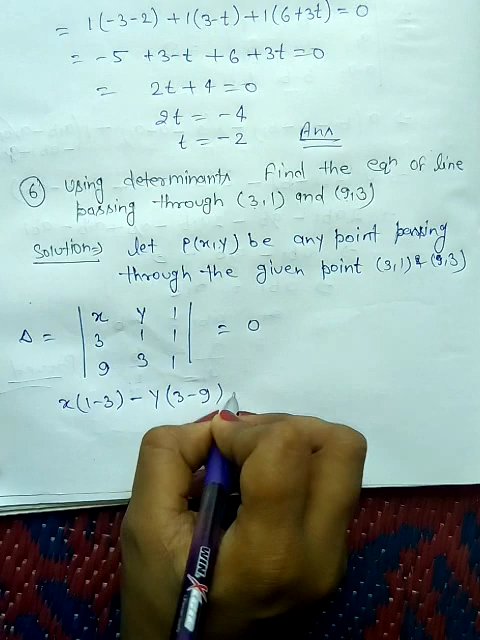 = 1(-3-2) + 1(3-t) + 1(6+3t) = 0
= -5 + 3-t + 6 + 3t = 0
= 2t + 4 = 0
2t = -4
t = -2 Ans
6 Using determinants find the eqn of line
passing through (3,1) and (9,3)
Solution⇒ let P(x,y) be any point passing
through the given point (3,1) & (9,3)
Δ = | x y 1 |
| 3 1 1 | = 0
| 9 3 1 |
x(1-3) - y(3-9)
WIN